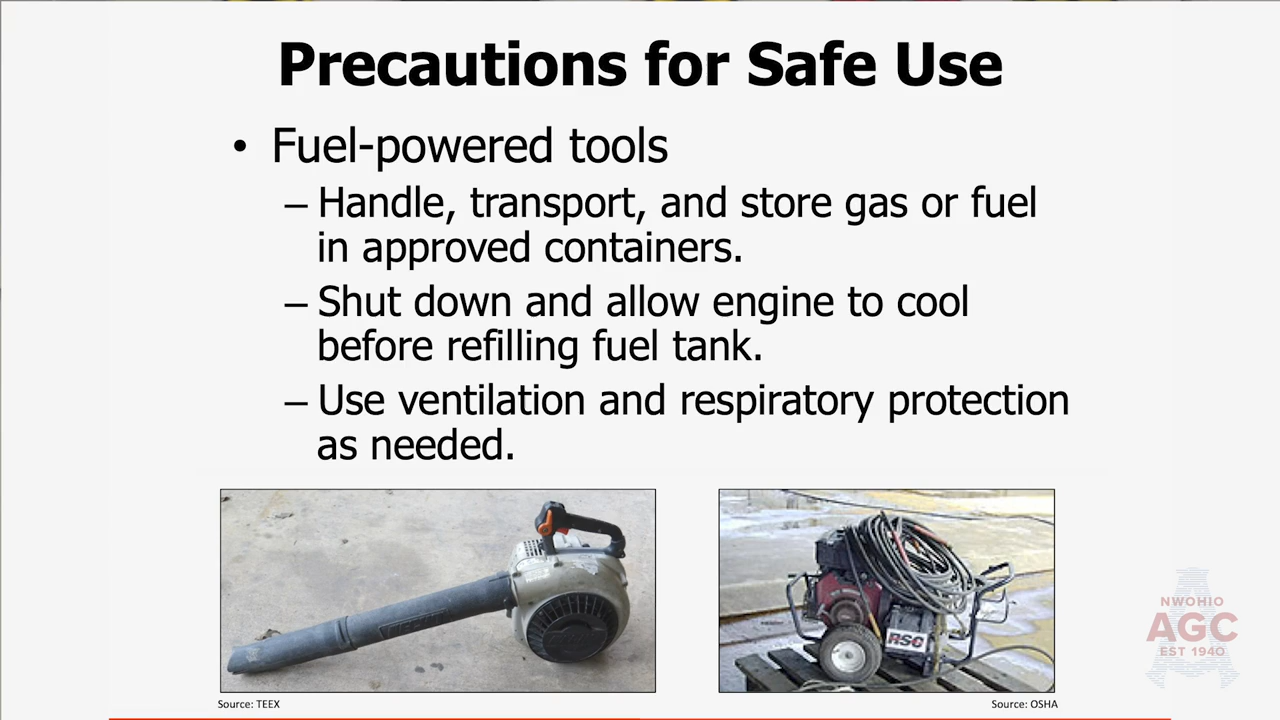 Precautions for Safe Use
• Fuel-powered tools
– Handle, transport, and store gas or fuel
in approved containers.
– Shut down and allow engine to cool
before refilling fuel tank.
– Use ventilation and respiratory protection
as needed.
RSC
NWOHIO
AGC
EST 1940
Source: TEEX
Source: OSHA